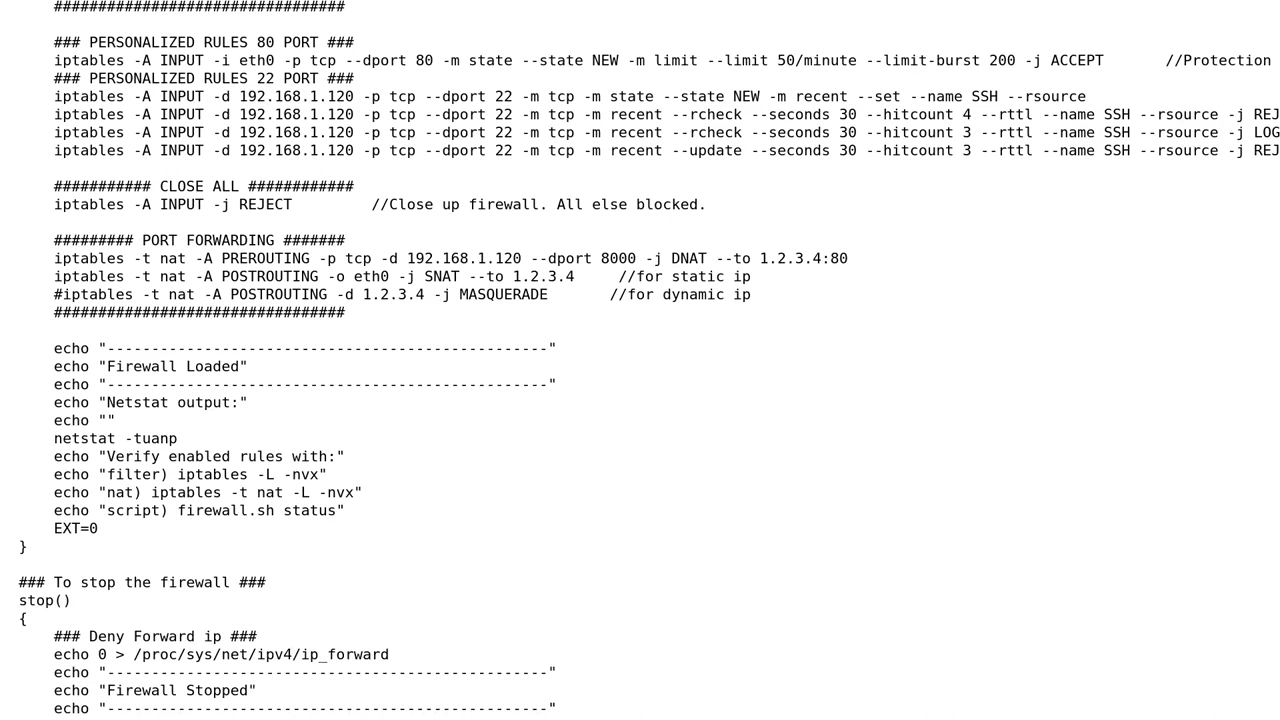 #################################
### PERSONALIZED RULES 80 PORT ###
iptables -A INPUT -i eth0 -p tcp --dport 80 -m state --state NEW -m limit --limit 50/minute --limit-burst 200 -j ACCEPT       //Protection
### PERSONALIZED RULES 22 PORT ###
iptables -A INPUT -d 192.168.1.120 -p tcp --dport 22 -m tcp -m state --state NEW -m recent --set --name SSH --rsource
iptables -A INPUT -d 192.168.1.120 -p tcp --dport 22 -m tcp -m recent --rcheck --seconds 30 --hitcount 4 --rttl --name SSH --rsource -j REJ
iptables -A INPUT -d 192.168.1.120 -p tcp --dport 22 -m tcp -m recent --rcheck --seconds 30 --hitcount 3 --rttl --name SSH --rsource -j LOG
iptables -A INPUT -d 192.168.1.120 -p tcp --dport 22 -m tcp -m recent --update --seconds 30 --hitcount 3 --rttl --name SSH --rsource -j REJ
########### CLOSE ALL ############
iptables -A INPUT -j REJECT         //Close up firewall. All else blocked.
######### PORT FORWARDING #######
iptables -t nat -A PREROUTING -p tcp -d 192.168.1.120 --dport 8000 -j DNAT --to 1.2.3.4:80
iptables -t nat -A POSTROUTING -o eth0 -j SNAT --to 1.2.3.4     //for static ip
#iptables -t nat -A POSTROUTING -d 1.2.3.4 -j MASQUERADE       //for dynamic ip
#################################
echo "--------------------------------------------------"
echo "Firewall Loaded"
echo "--------------------------------------------------"
echo "Netstat output:"
echo ""
netstat -tuanp
echo "Verify enabled rules with:"
echo "filter) iptables -L -nvx"
echo "nat) iptables -t nat -L -nvx"
echo "script) firewall.sh status"
EXT=0
}
### To stop the firewall ###
stop()
{
### Deny Forward ip ###
echo 0 > /proc/sys/net/ipv4/ip_forward
echo "--------------------------------------------------"
echo "Firewall Stopped"
echo "--------------------------------------------------"